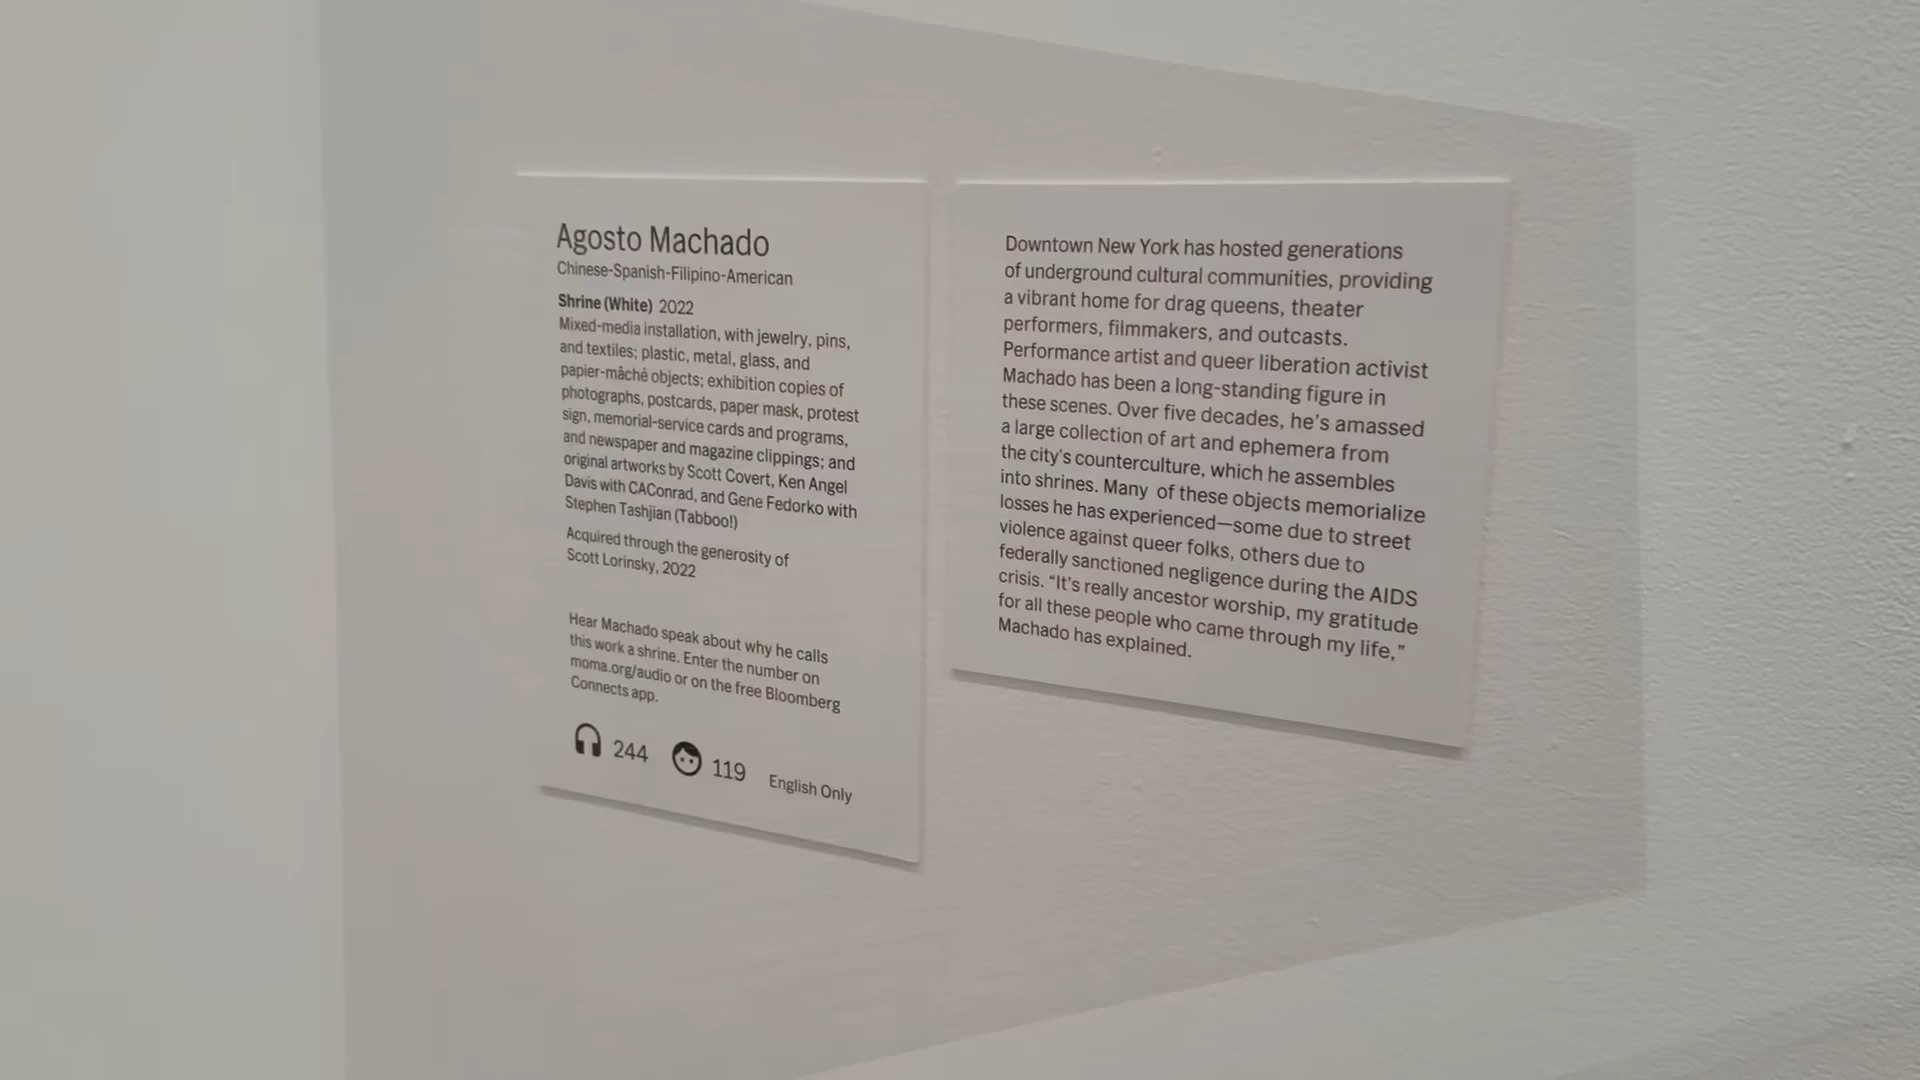 Agosto Machado
Chinese-Spanish-Filipino-American
Shrine (White) 2022
Mixed-media installation, with jewelry, pins,
and textiles; plastic, metal, glass, and
papier-mâché objects; exhibition copies of
photographs, postcards, paper mask, protest
sign, memorial-service cards and programs,
and newspaper and magazine clippings; and
original artworks by Scott Covert, Ken Angel
Davis with CAConrad, and Gene Fedorko with
Stephen Tashjian (Tabboo!)
Acquired through the generosity of
Scott Lorinsky, 2022
Hear Machado speak about why he calls
this work a shrine. Enter the number on
moma.org/audio or on the free Bloomberg
Connects app.
244 119 English Only
Downtown New York has hosted generations
of underground cultural communities, providing
a vibrant home for drag queens, theater
performers, filmmakers, and outcasts.
Performance artist and queer liberation activist
Machado has been a long-standing figure in
these scenes. Over five decades, he's amassed
a large collection of art and ephemera from
the city's counterculture, which he assembles
into shrines. Many of these objects memorialize
losses he has experienced—some due to street
violence against queer folks, others due to
federally sanctioned negligence during the AIDS
crisis. “It's really ancestor worship, my gratitude
for all these people who came through my life,”
Machado has explained.